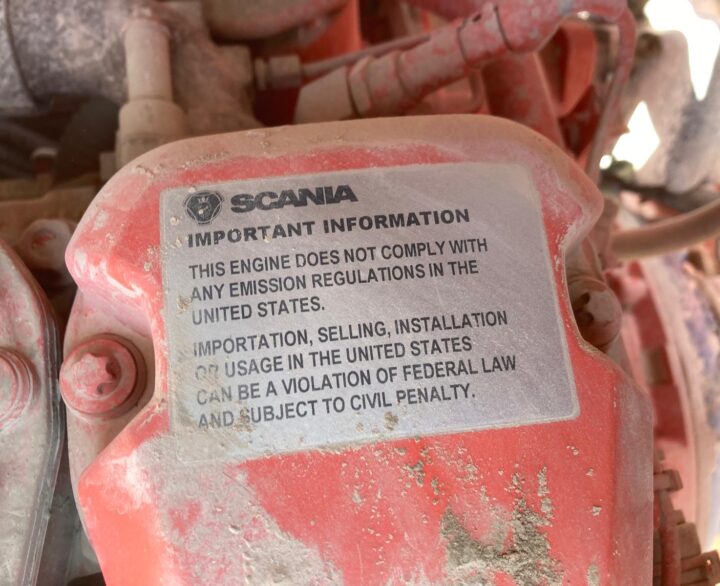 SCANIA
IMPORTANT INFORMATION
THIS ENGINE DOES NOT COMPLY WITH
ANY EMISSION REGULATIONS IN THE
UNITED STATES.
IMPORTATION, SELLING, INSTALLATION
OR USAGE IN THE UNITED STATES
CAN BE A VIOLATION OF FEDERAL LAW
AND SUBJECT TO CIVIL PENALTY.